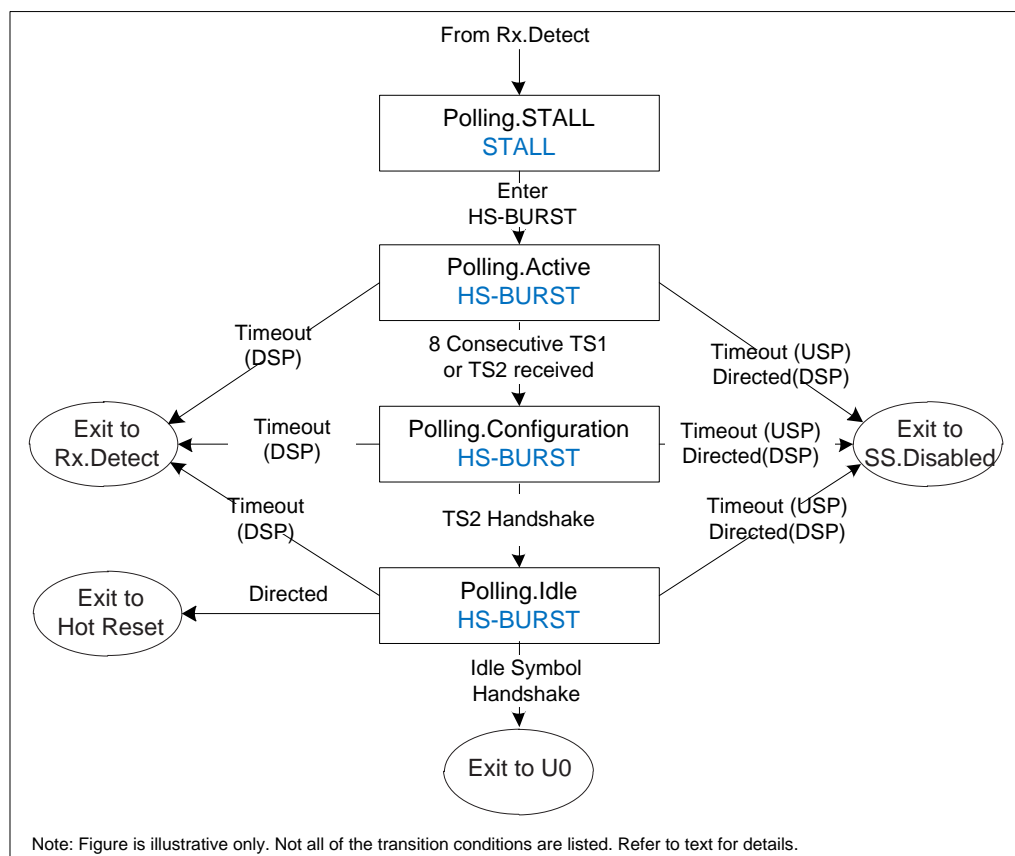 From Rx.Detect
Polling.STALL
STALL
Enter
HS-BURST
Polling.Active
HS-BURST
Timeout
(DSP)
8 Consecutive TS1
or TS2 received
Timeout (USP)
Directed(DSP)
Exit to
Rx.Detect
Timeout
(DSP)
Polling.Configuration
HS-BURST
Timeout (USP)
Directed(DSP)
Exit to
SS.Disabled
Timeout
(DSP)
TS2 Handshake
Timeout (USP)
Directed(DSP)
Exit to
Hot Reset
Directed
Polling.Idle
HS-BURST
Idle Symbol
Handshake
Exit to U0
Note: Figure is illustrative only. Not all of the transition conditions are listed. Refer to text for details.